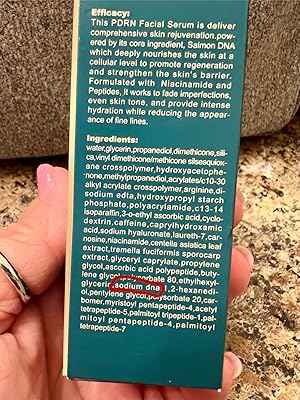 Efficacy:
This PDRN Facial Serum is deliver
comprehensive skin rejuvenation.pow-
ered by its core ingredient, Salmon DNA
which deeply nourishes the skin at a
cellular level to promote regeneration
and strengthen the skin's barrier.
Formulated with Niacinamide and
Peptides, it works to fade imperfections,
even skin tone, and provide intense
hydration while reducing the appear-
ance of fine lines.
Ingredients:
water,glycerin,propanediol,dimethicone,sili-
ca,vinyl dimethicone/methicone silsesquiox-
ane crosspolymer,hydroxyacetophe-
none,methylpropanediol,acrylates/c10-30
alkyl acrylate crosspolymer,arginine,di-
sodium edta,hydroxypropyl starch
phosphate,polyacrylamide,c13-14
isoparaffin,3-o-ethyl ascorbic acid,cyclo-
dextrin,caffeine,caprylhydroxamic
acid,sodium hyaluronate,laureth-7,car-
nosine,niacinamide,centella asiatica leaf
extract,tremella fuciformis sporocarp
extract,glyceryl caprylate,propylene
glycol,ascorbic acid polypeptide,buty-
lene glycol,polysorbate 80,ethylhexyl-
glycerin,sodium dna,1,2-hexanedi-
ol,pentylene glycol,polysorbate 20,car-
bomer,myristoyl pentapeptide-4,acetyl
tetrapeptide-5,palmitoyl tripeptide-1,pal-
mitoyl pentapeptide-4,palmitoyl
tetrapeptide-7